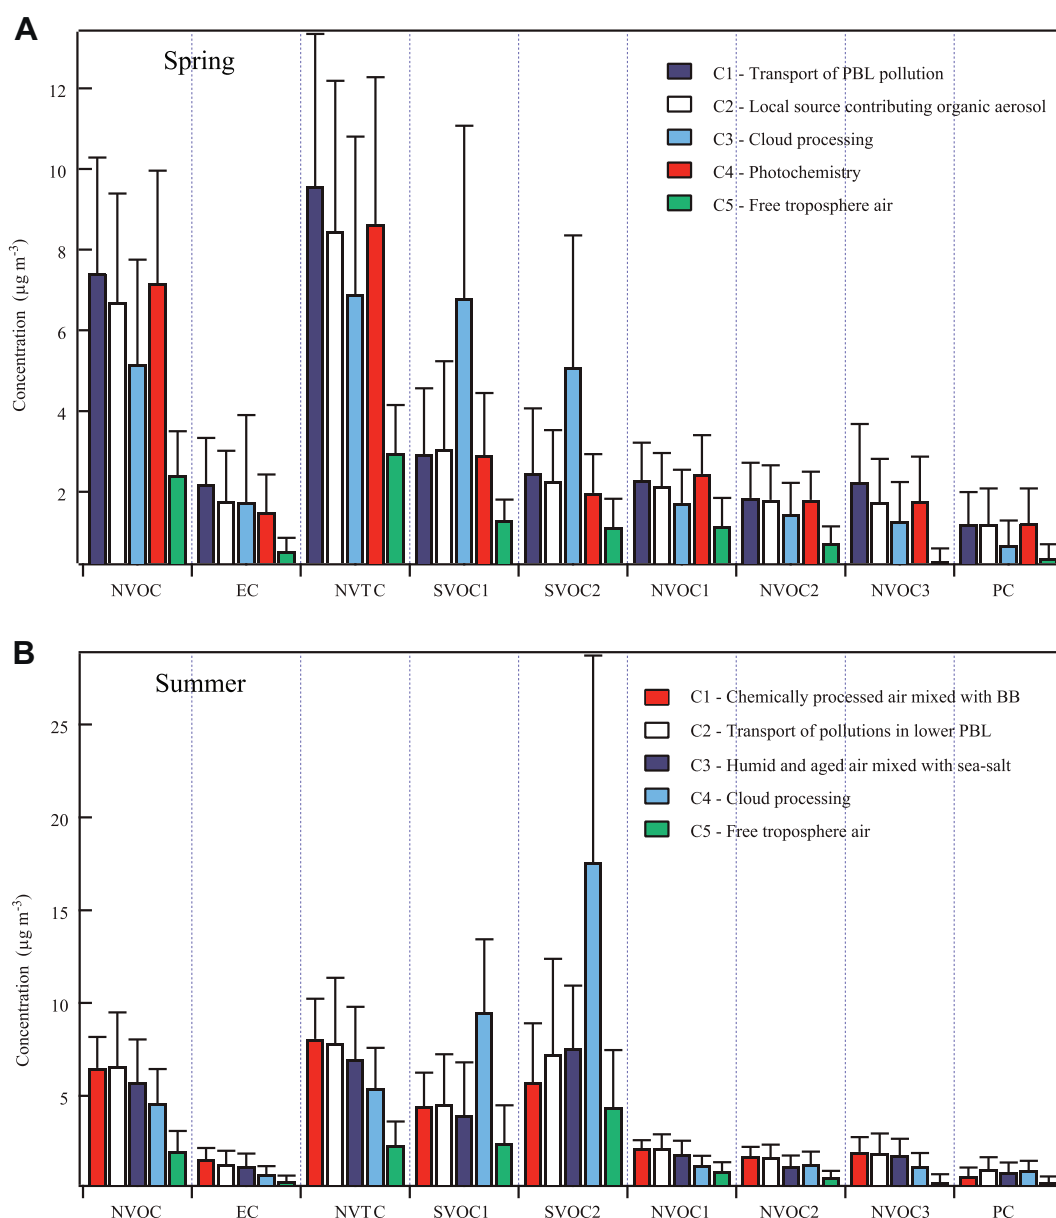 A
Spring
C1 - Transport of PBL pollution
C2 - Local source contributing organic aerosol
C3 - Cloud processing
C4 - Photochemistry
C5 - Free troposphere air
Concentration (µg m-3)
12
10
8
6
4
2
NVOC EC NVTC SVOC1 SVOC2 NVOC1 NVOC2 NVOC3 PC
B
Summer
C1 - Chemically processed air mixed with BB
C2 - Transport of pollutions in lower PBL
C3 - Humid and aged air mixed with sea-salt
C4 - Cloud processing
C5 - Free troposphere air
Concentration (µg m-3)
25
20
15
10
5
NVOC EC NVTC SVOC1 SVOC2 NVOC1 NVOC2 NVOC3 PC